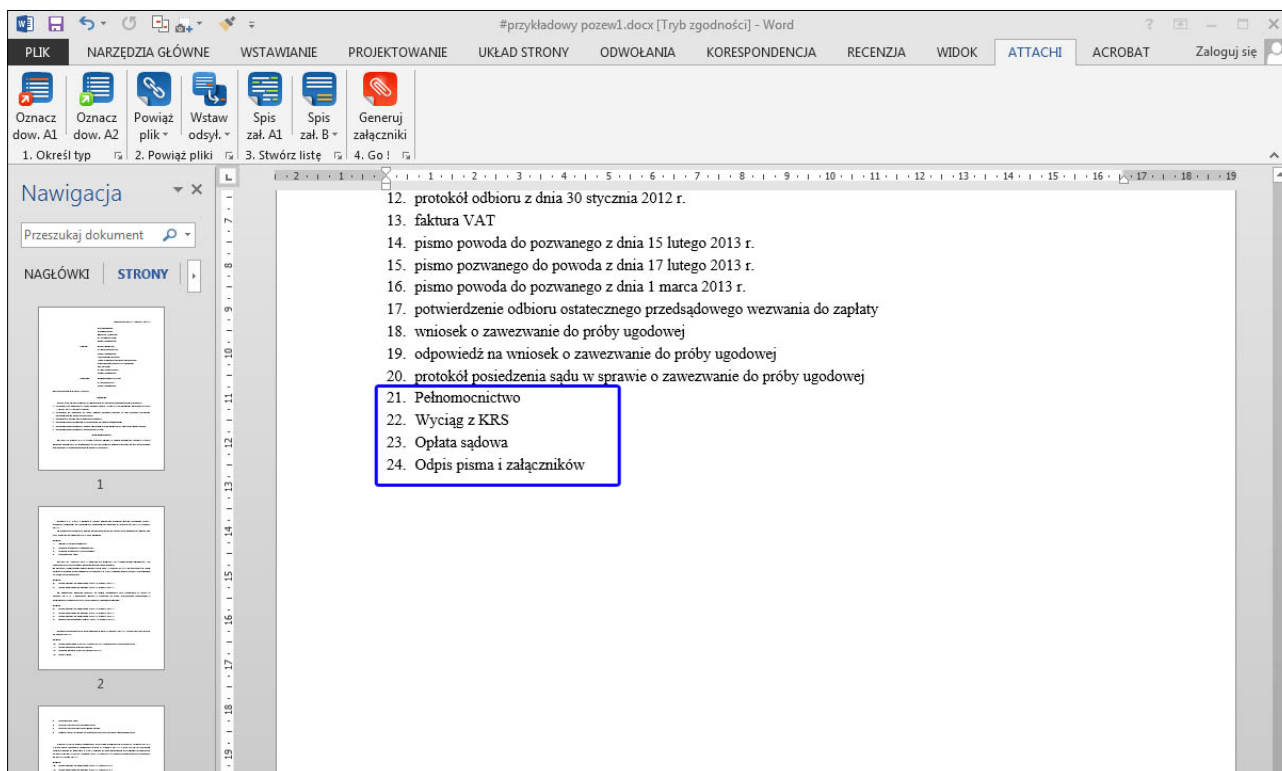 #przykładowy pozew1.docx [Tryb zgodności] - Word
PLIK NARZĘDZIA GŁÓWNE WSTAWIANIE PROJEKTOWANIE UKŁAD STRONY ODWOŁANIA KORESPONDENCJA RECENZJA WIDOK ATTACHI ACROBAT Zaloguj się
Oznacz dow. A1
Oznacz dow. A2
Powiąż plik
Wstaw odsył.
Spis zał. A1
Spis zał. B
Generuj załączniki
1. Określ typ 2. Powiąż pliki 3. Stwórz listę 4. Go !
Nawigacja
Przeszukaj dokument
NAGŁÓWKI STRONY
1
2
12. protokół odbioru z dnia 30 stycznia 2012 r.
13. faktura VAT
14. pismo powoda do pozwanego z dnia 15 lutego 2013 r.
15. pismo pozwanego do powoda z dnia 17 lutego 2013 r.
16. pismo powoda do pozwanego z dnia 1 marca 2013 r.
17. potwierdzenie odbioru ostatecznego przedsądowego wezwania do zapłaty
18. wniosek o zawezwanie do próby ugodowej
19. odpowiedź na wniosek o zawezwanie do próby ugodowej
20. protokół posiedzenia sądu w sprawie o zawezwanie do próby ugodowej
21. Pełnomocnictwo
22. Wyciąg z KRS
23. Opłata sądowa
24. Odpis pisma i załączników